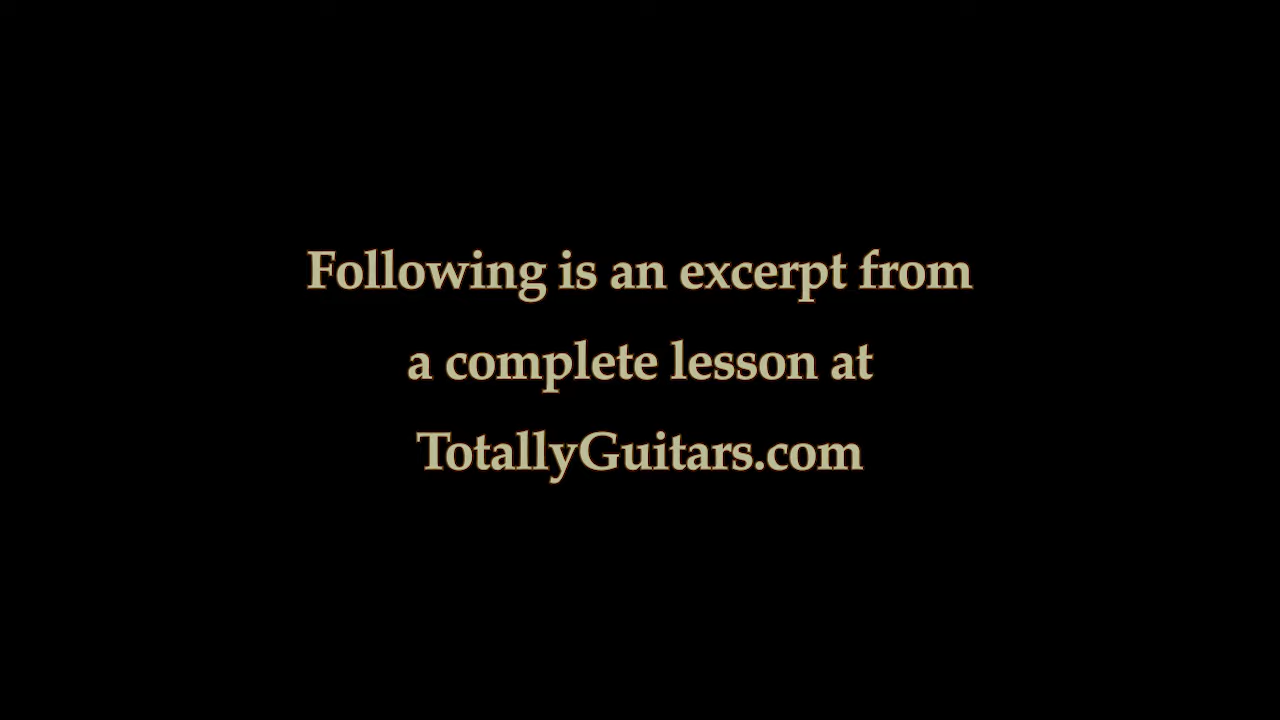 Following is an excerpt from
a complete lesson at
TotallyGuitars.com